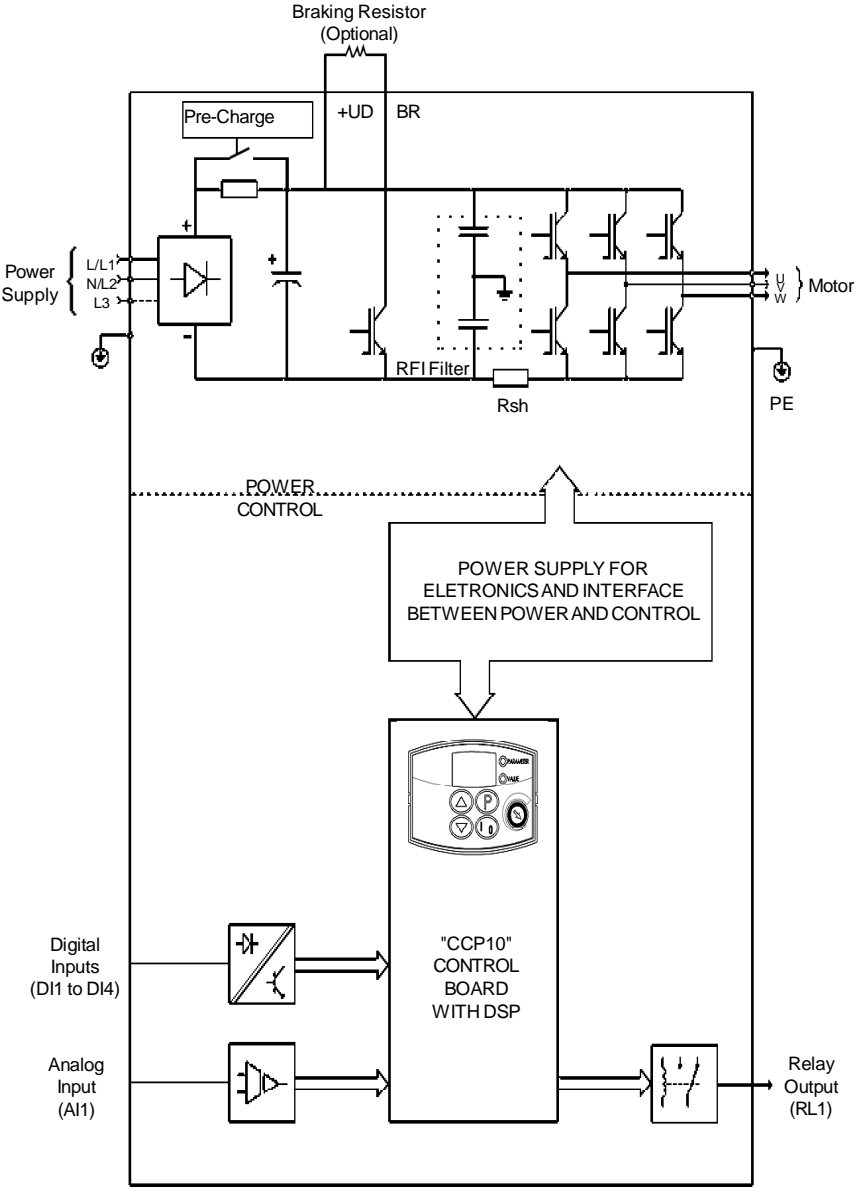 Braking Resistor
(Optional)
Pre-Charge
+UD
BR
+
+
Power
Supply
L/L1
N/L2
L3
-
U
V
W
Motor
RFI Filter
Rsh
PE
POWER
CONTROL
POWER SUPPLY FOR
ELETRONICS AND INTERFACE
BETWEEN POWER AND CONTROL
PARAMETER
VALUE
P
I
0
Digital
Inputs
(DI1 to DI4)
"CCP10"
CONTROL
BOARD
WITH DSP
Analog
Input
(AI1)
Relay
Output
(RL1)